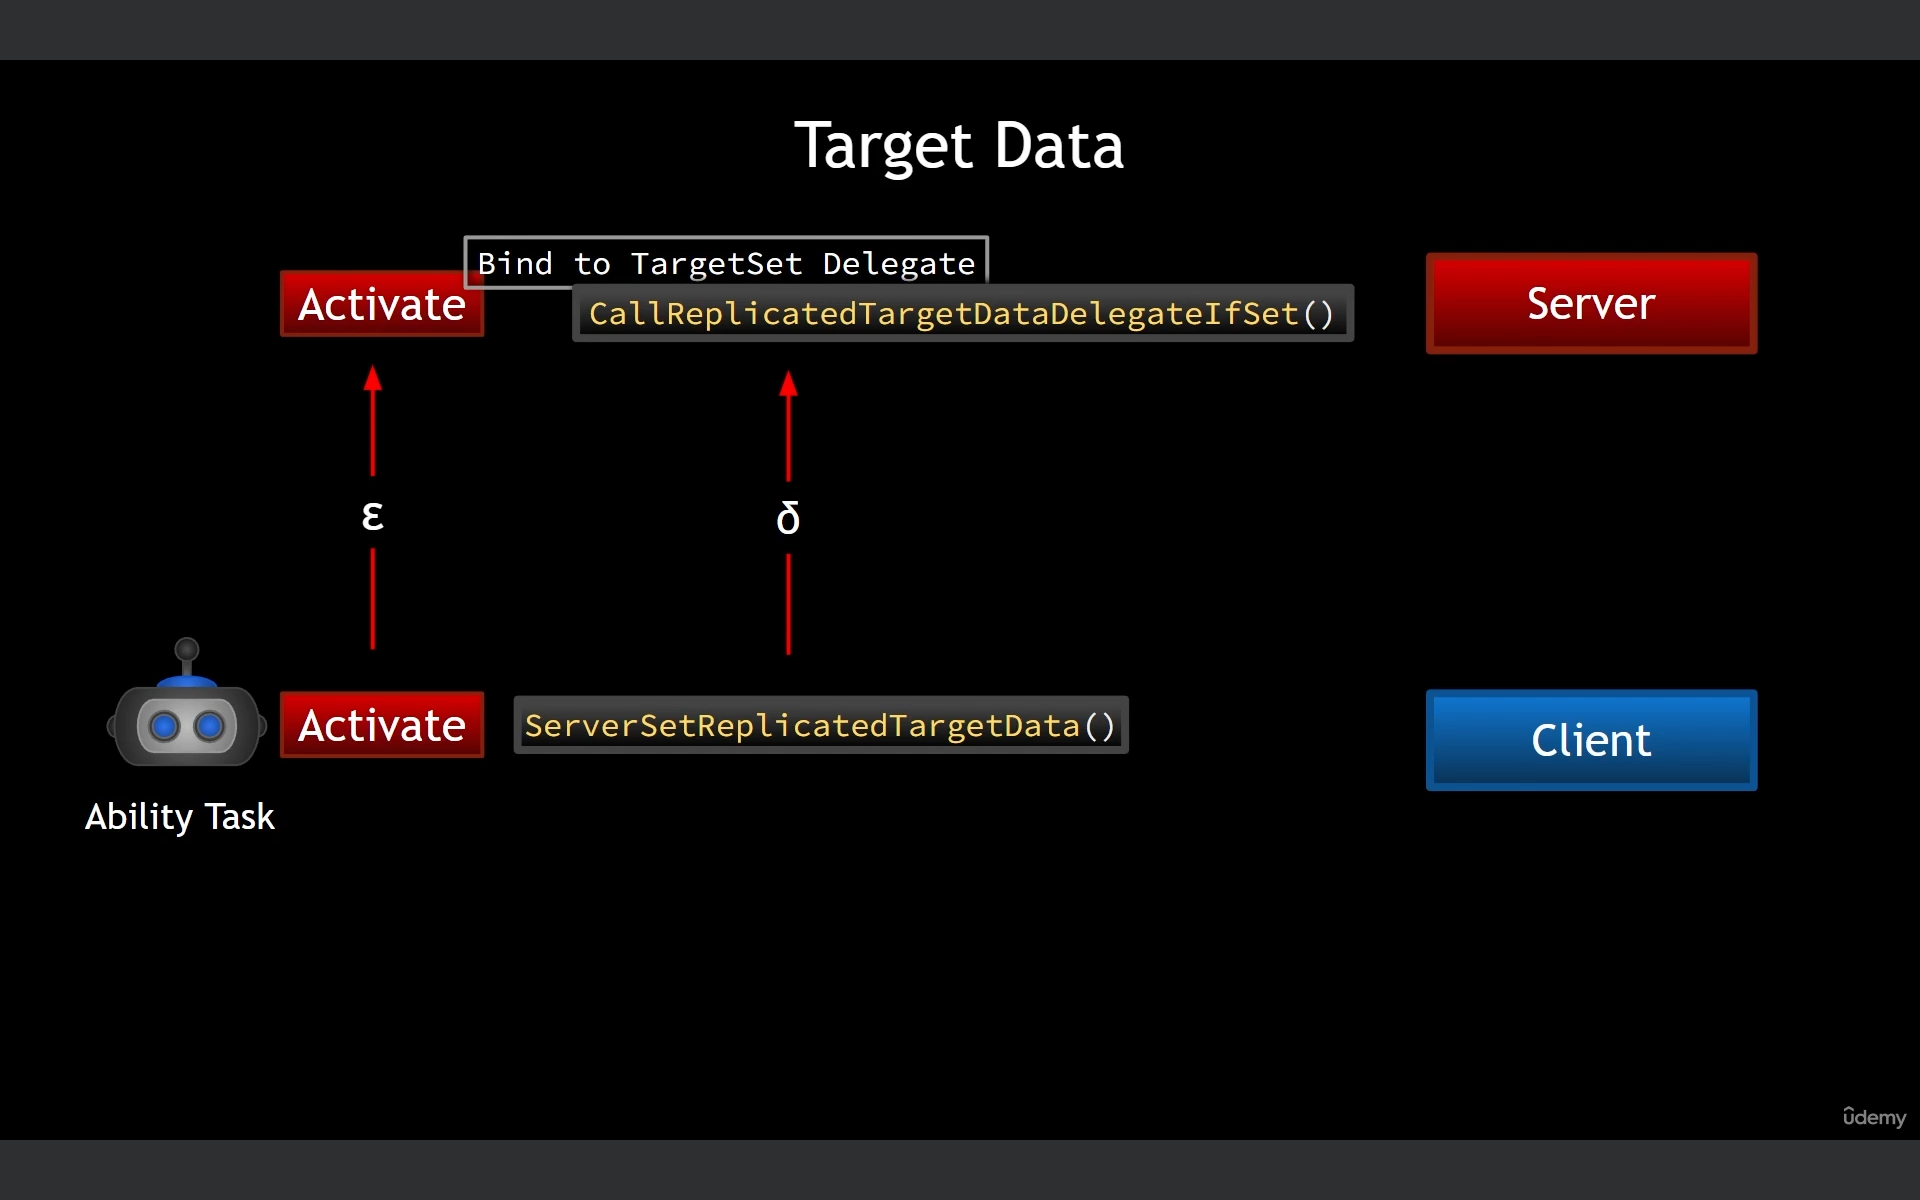 Target Data
Bind to TargetSet Delegate
Activate
CallReplicatedTargetDataDelegateIfSet()
Server
ε
δ
Activate
ServerSetReplicatedTargetData()
Client
Ability Task
ûdemy